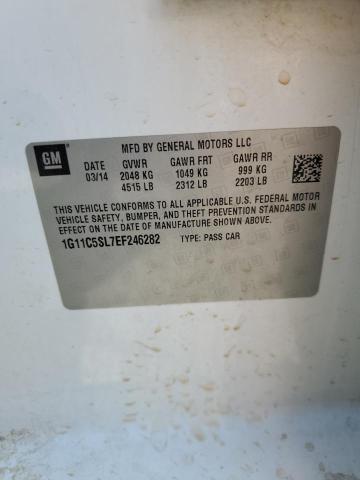 GM
MFD BY GENERAL MOTORS LLC
DATE GVWR GAWR FRT GAWR RR
03/14 2048 KG 1049 KG 999 KG
4515 LB 2312 LB 2203 LB
THIS VEHICLE CONFORMS TO ALL APPLICABLE U.S. FEDERAL MOTOR
VEHICLE SAFETY, BUMPER, AND THEFT PREVENTION STANDARDS IN
EFFECT ON THE DATE OF MANUFACTURE SHOWN ABOVE.
1G11C5SL7EF246282 TYPE: PASS CAR